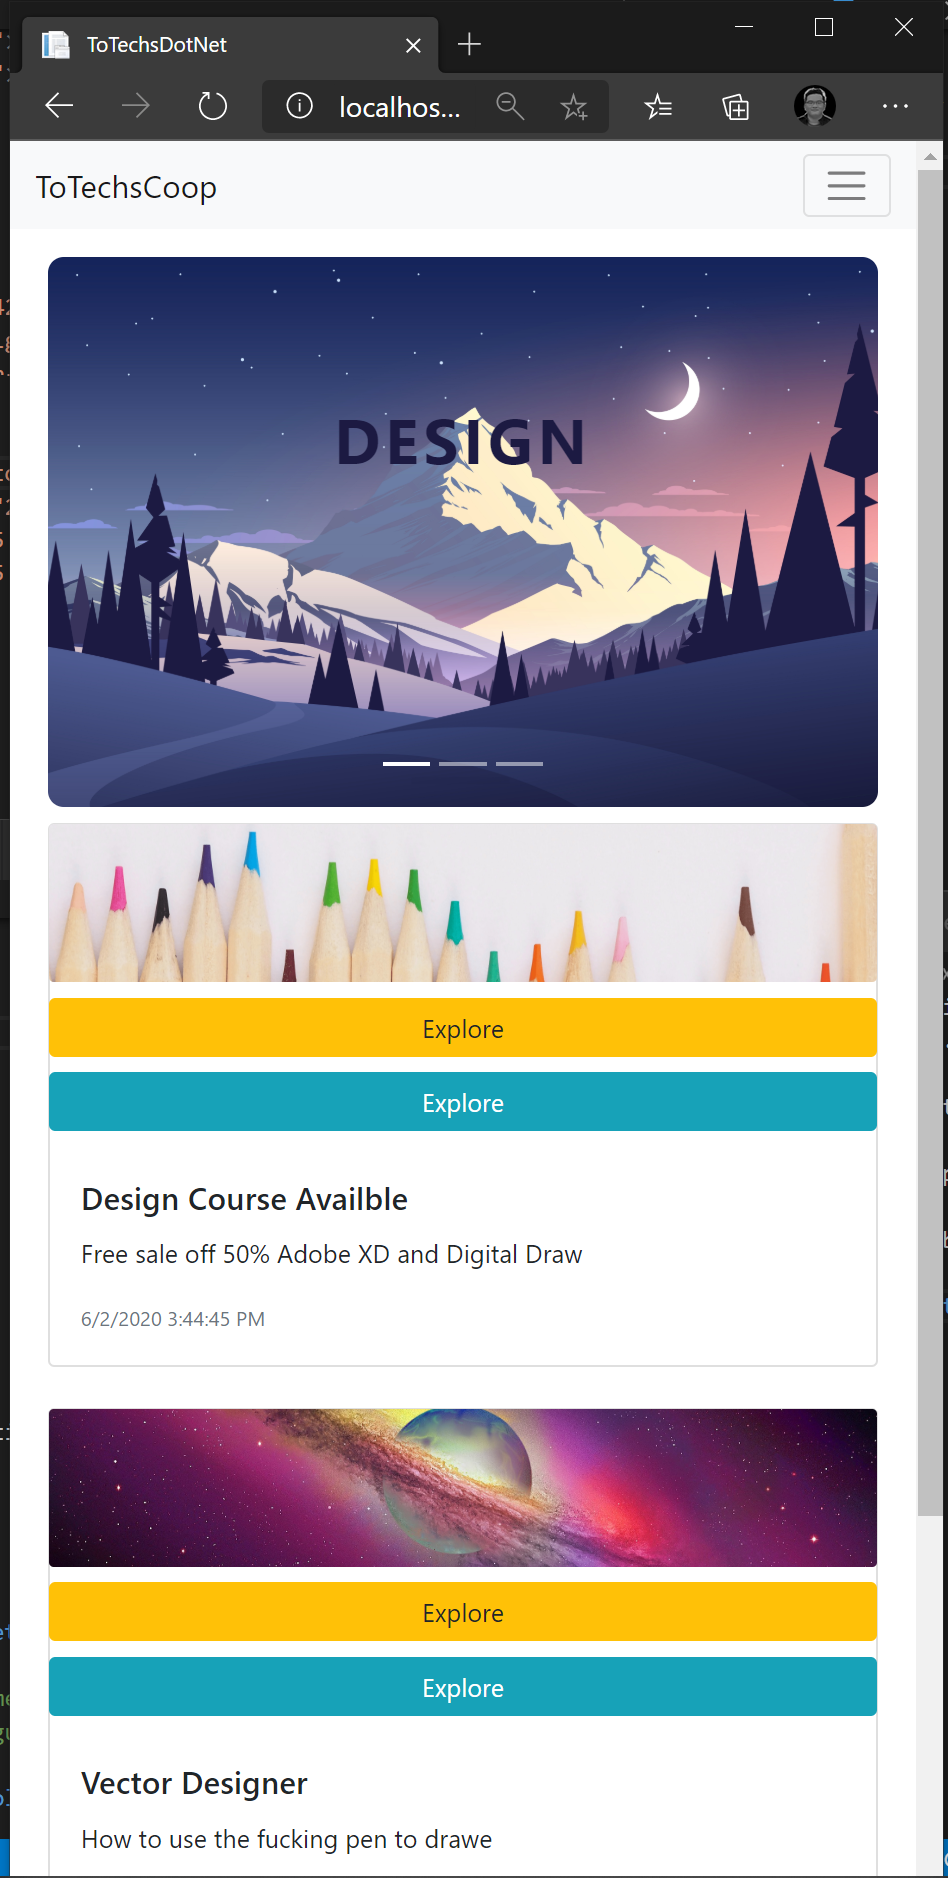 ToTechsDotNet
localhos...
ToTechsCoop
DESIGN
Explore
Explore
Design Course Availble
Free sale off 50% Adobe XD and Digital Draw
6/2/2020 3:44:45 PM
Explore
Explore
Vector Designer
How to use the fucking pen to drawe